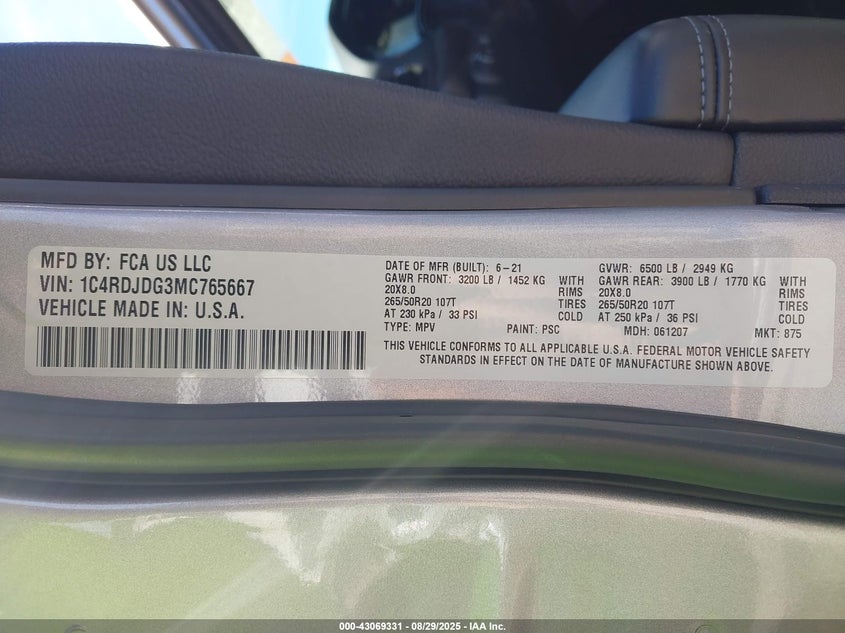 MFD BY: FCA US LLC
VIN: 1C4RDJDG3MC765667
VEHICLE MADE IN: U.S.A.
DATE OF MFR (BUILT): 6-21
GAWR FRONT: 3200 LB / 1452 KG WITH
20X8.0 RIMS
265/50R20 107T TIRES
AT 230 kPa / 33 PSI COLD
TYPE: MPV PAINT: PSC
GVWR: 6500 LB / 2949 KG
GAWR REAR: 3900 LB / 1770 KG WITH
20X8.0 RIMS
265/50R20 107T TIRES
AT 250 kPa / 36 PSI COLD
MDH: 061207 MKT: 875
THIS VEHICLE CONFORMS TO ALL APPLICABLE U.S.A. FEDERAL MOTOR VEHICLE SAFETY
STANDARDS IN EFFECT ON THE DATE OF MANUFACTURE SHOWN ABOVE.
000-43069331 - 08/29/2025 - IAA Inc.